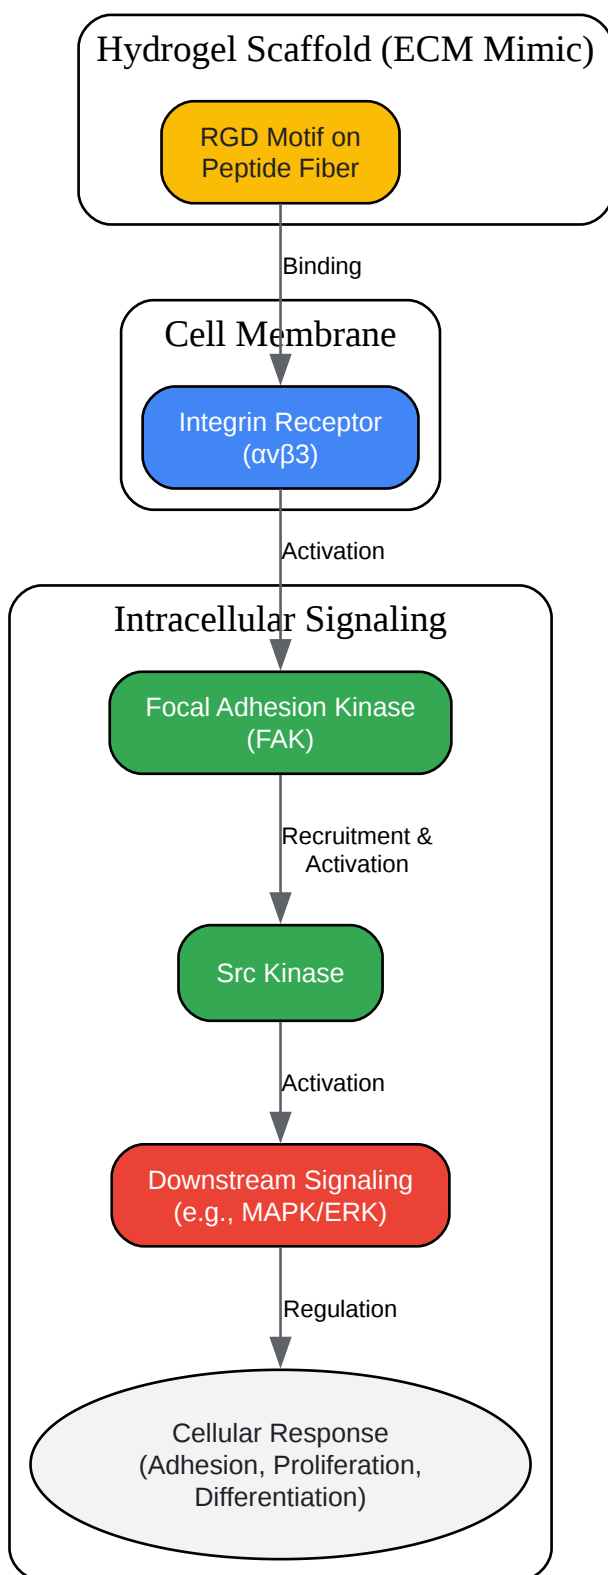 Hydrogel Scaffold (ECM Mimic)
RGD Motif on
Peptide Fiber
Binding
Cell Membrane
Integrin Receptor
(αvβ3)
Activation
Intracellular Signaling
Focal Adhesion Kinase
(FAK)
Recruitment &
Activation
Src Kinase
Activation
Downstream Signaling
(e.g., MAPK/ERK)
Regulation
Cellular Response
(Adhesion, Proliferation,
Differentiation)